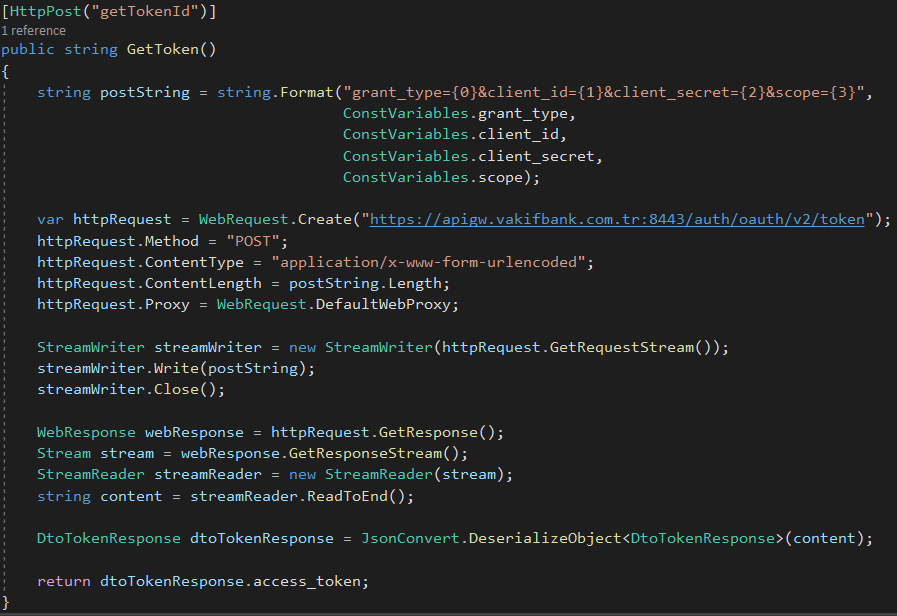 [HttpPost("getTokenId")]
1 reference
public string GetToken()
{
string postString = string.Format("grant_type={0}&client_id={1}&client_secret={2}&scope={3}",
ConstVariables.grant_type,
ConstVariables.client_id,
ConstVariables.client_secret,
ConstVariables.scope);
var httpRequest = WebRequest.Create("https://apigw.vakifbank.com.tr:8443/auth/oauth/v2/token");
httpRequest.Method = "POST";
httpRequest.ContentType = "application/x-www-form-urlencoded";
httpRequest.ContentLength = postString.Length;
httpRequest.Proxy = WebRequest.DefaultWebProxy;
StreamWriter streamWriter = new StreamWriter(httpRequest.GetRequestStream());
streamWriter.Write(postString);
streamWriter.Close();
WebResponse webResponse = httpRequest.GetResponse();
Stream stream = webResponse.GetResponseStream();
StreamReader streamReader = new StreamReader(stream);
string content = streamReader.ReadToEnd();
DtoTokenResponse dtoTokenResponse = JsonConvert.DeserializeObject<DtoTokenResponse>(content);
return dtoTokenResponse.access_token;
}